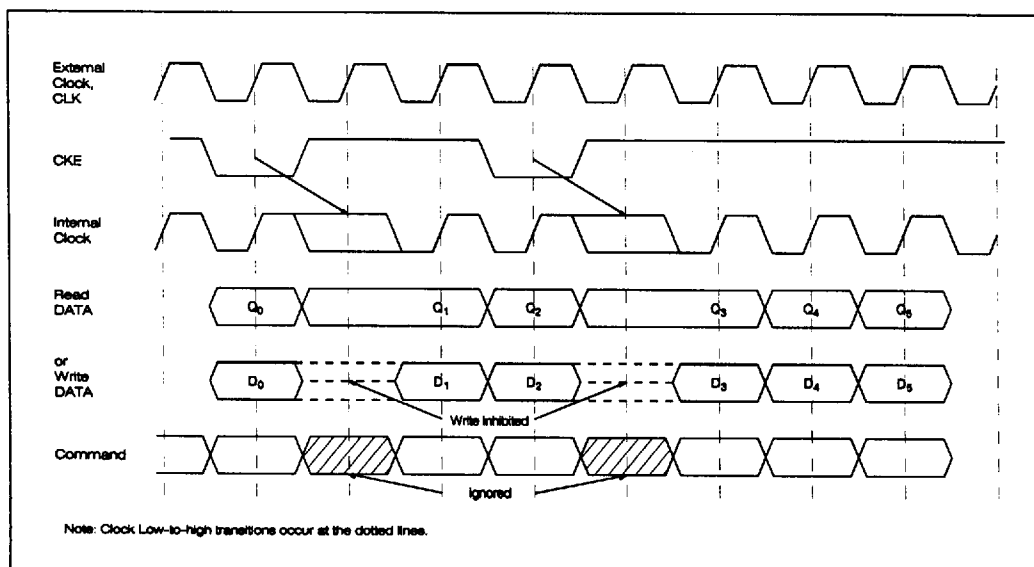 External
Clock,
CLK
CKE
Internal
Clock
Read
DATA
Q0 Q1 Q2 Q3 Q4 Q5
or
Write
DATA
D0 D1 D2 D3 D4 D5
Write Inhibited
Command
Ignored
Note: Clock Low-to-high transitions occur at the dotted lines.